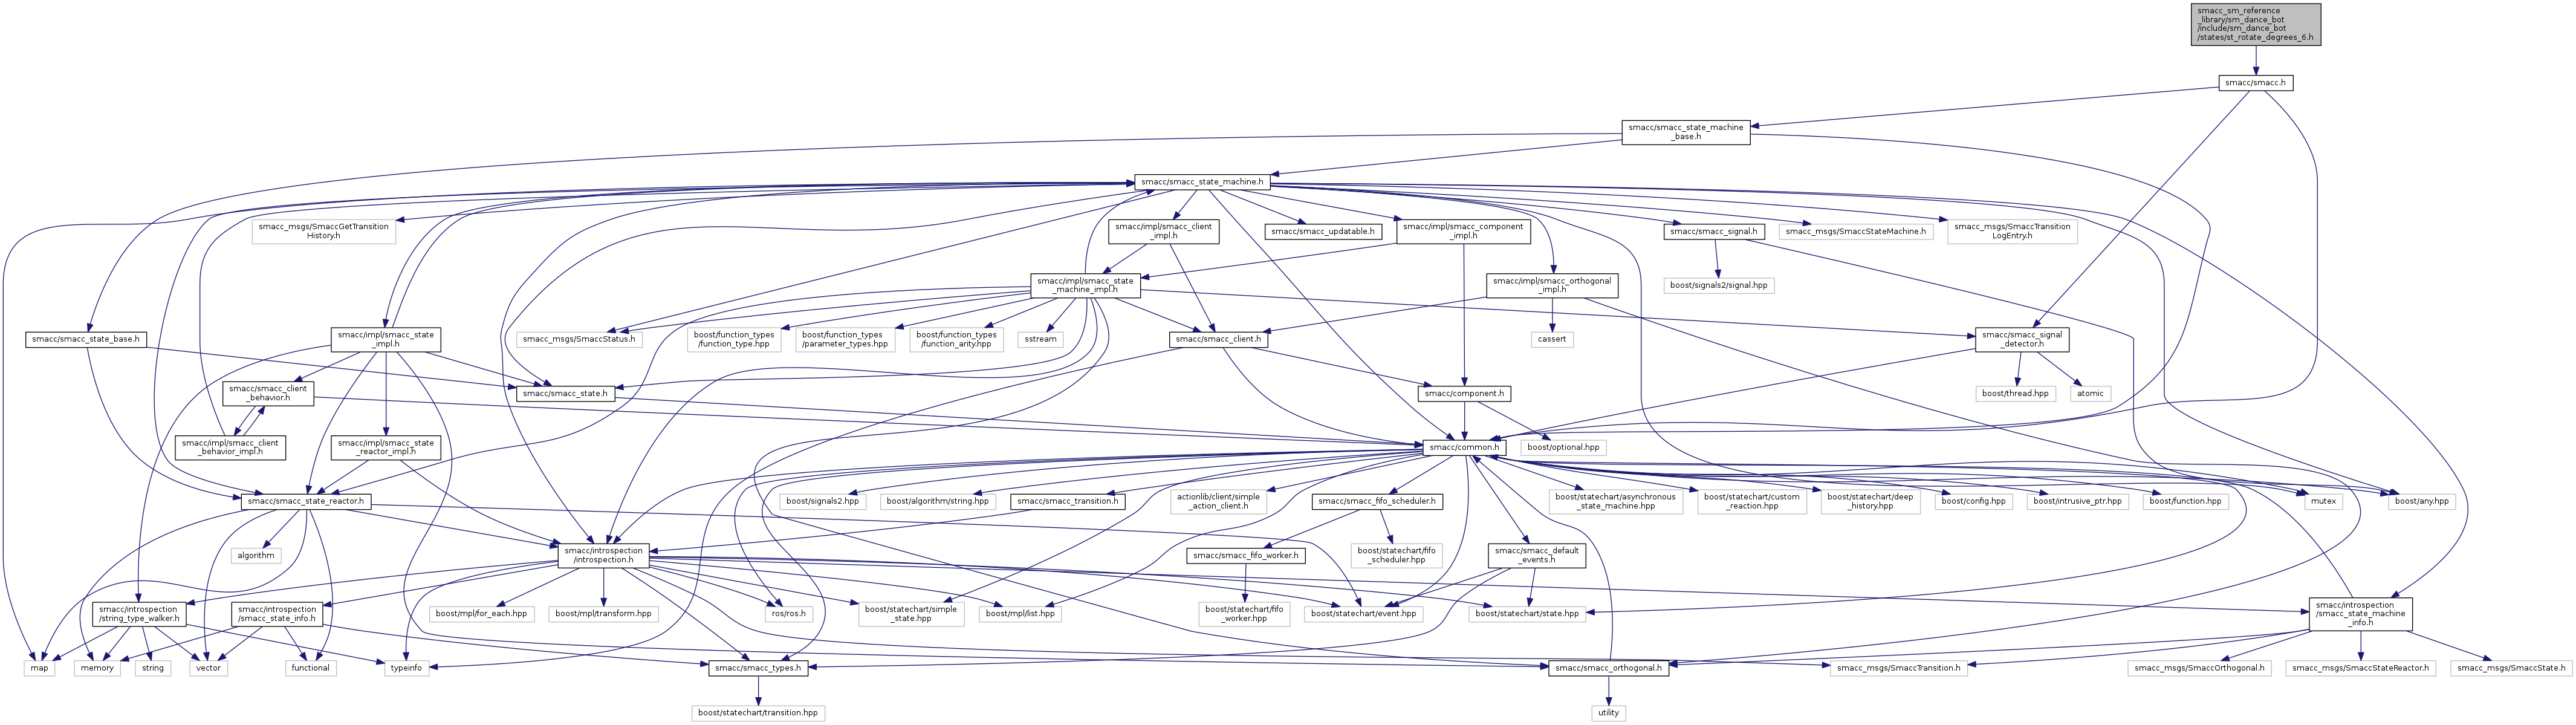 smacc_sm_reference
_library/sm_dance_bot
/include/sm_dance_bot
/states/st_rotate_degrees_6.h
smacc/smacc.h
smacc/smacc_state_machine
_base.h
smacc/smacc_state_machine.h
smacc_msgs/SmaccGetTransition
History.h
smacc/impl/smacc_client
_impl.h
smacc/smacc_updatable.h
smacc/impl/smacc_component
_impl.h
smacc/smacc_signal.h
smacc_msgs/SmaccStateMachine.h
smacc_msgs/SmaccTransition
LogEntry.h
smacc/impl/smacc_state
_machine_impl.h
smacc/impl/smacc_orthogonal
_impl.h
boost/signals2/signal.hpp
smacc/smacc_state_base.h
smacc/impl/smacc_state
_impl.h
smacc_msgs/SmaccStatus.h
boost/function_types
/function_type.hpp
boost/function_types
/parameter_types.hpp
boost/function_types
/function_arity.hpp
sstream
smacc/smacc_client.h
cassert
smacc/smacc_signal
_detector.h
smacc/smacc_client
_behavior.h
smacc/smacc_state.h
smacc/component.h
boost/thread.hpp
atomic
smacc/impl/smacc_client
_behavior_impl.h
smacc/impl/smacc_state
_reactor_impl.h
smacc/common.h
boost/optional.hpp
smacc/smacc_state_reactor.h
boost/signals2.hpp
boost/algorithm/string.hpp
smacc/smacc_transition.h
actionlib/client/simple
_action_client.h
smacc/smacc_fifo_scheduler.h
boost/statechart/asynchronous
_state_machine.hpp
boost/statechart/custom
_reaction.hpp
boost/statechart/deep
_history.hpp
boost/config.hpp
boost/intrusive_ptr.hpp
boost/function.hpp
mutex
boost/any.hpp
algorithm
smacc/introspection
/introspection.h
smacc/smacc_fifo_worker.h
boost/statechart/fifo
_scheduler.hpp
smacc/smacc_default
_events.h
smacc/introspection
/string_type_walker.h
smacc/introspection
/smacc_state_info.h
boost/mpl/for_each.hpp
boost/mpl/transform.hpp
ros/ros.h
boost/statechart/simple
_state.hpp
boost/mpl/list.hpp
boost/statechart/fifo
_worker.hpp
boost/statechart/event.hpp
boost/statechart/state.hpp
smacc/introspection
/smacc_state_machine
_info.h
map
memory
string
vector
functional
typeinfo
smacc/smacc_types.h
smacc/smacc_orthogonal.h
smacc_msgs/SmaccTransition.h
smacc_msgs/SmaccOrthogonal.h
smacc_msgs/SmaccStateReactor.h
smacc_msgs/SmaccState.h
boost/statechart/transition.hpp
utility